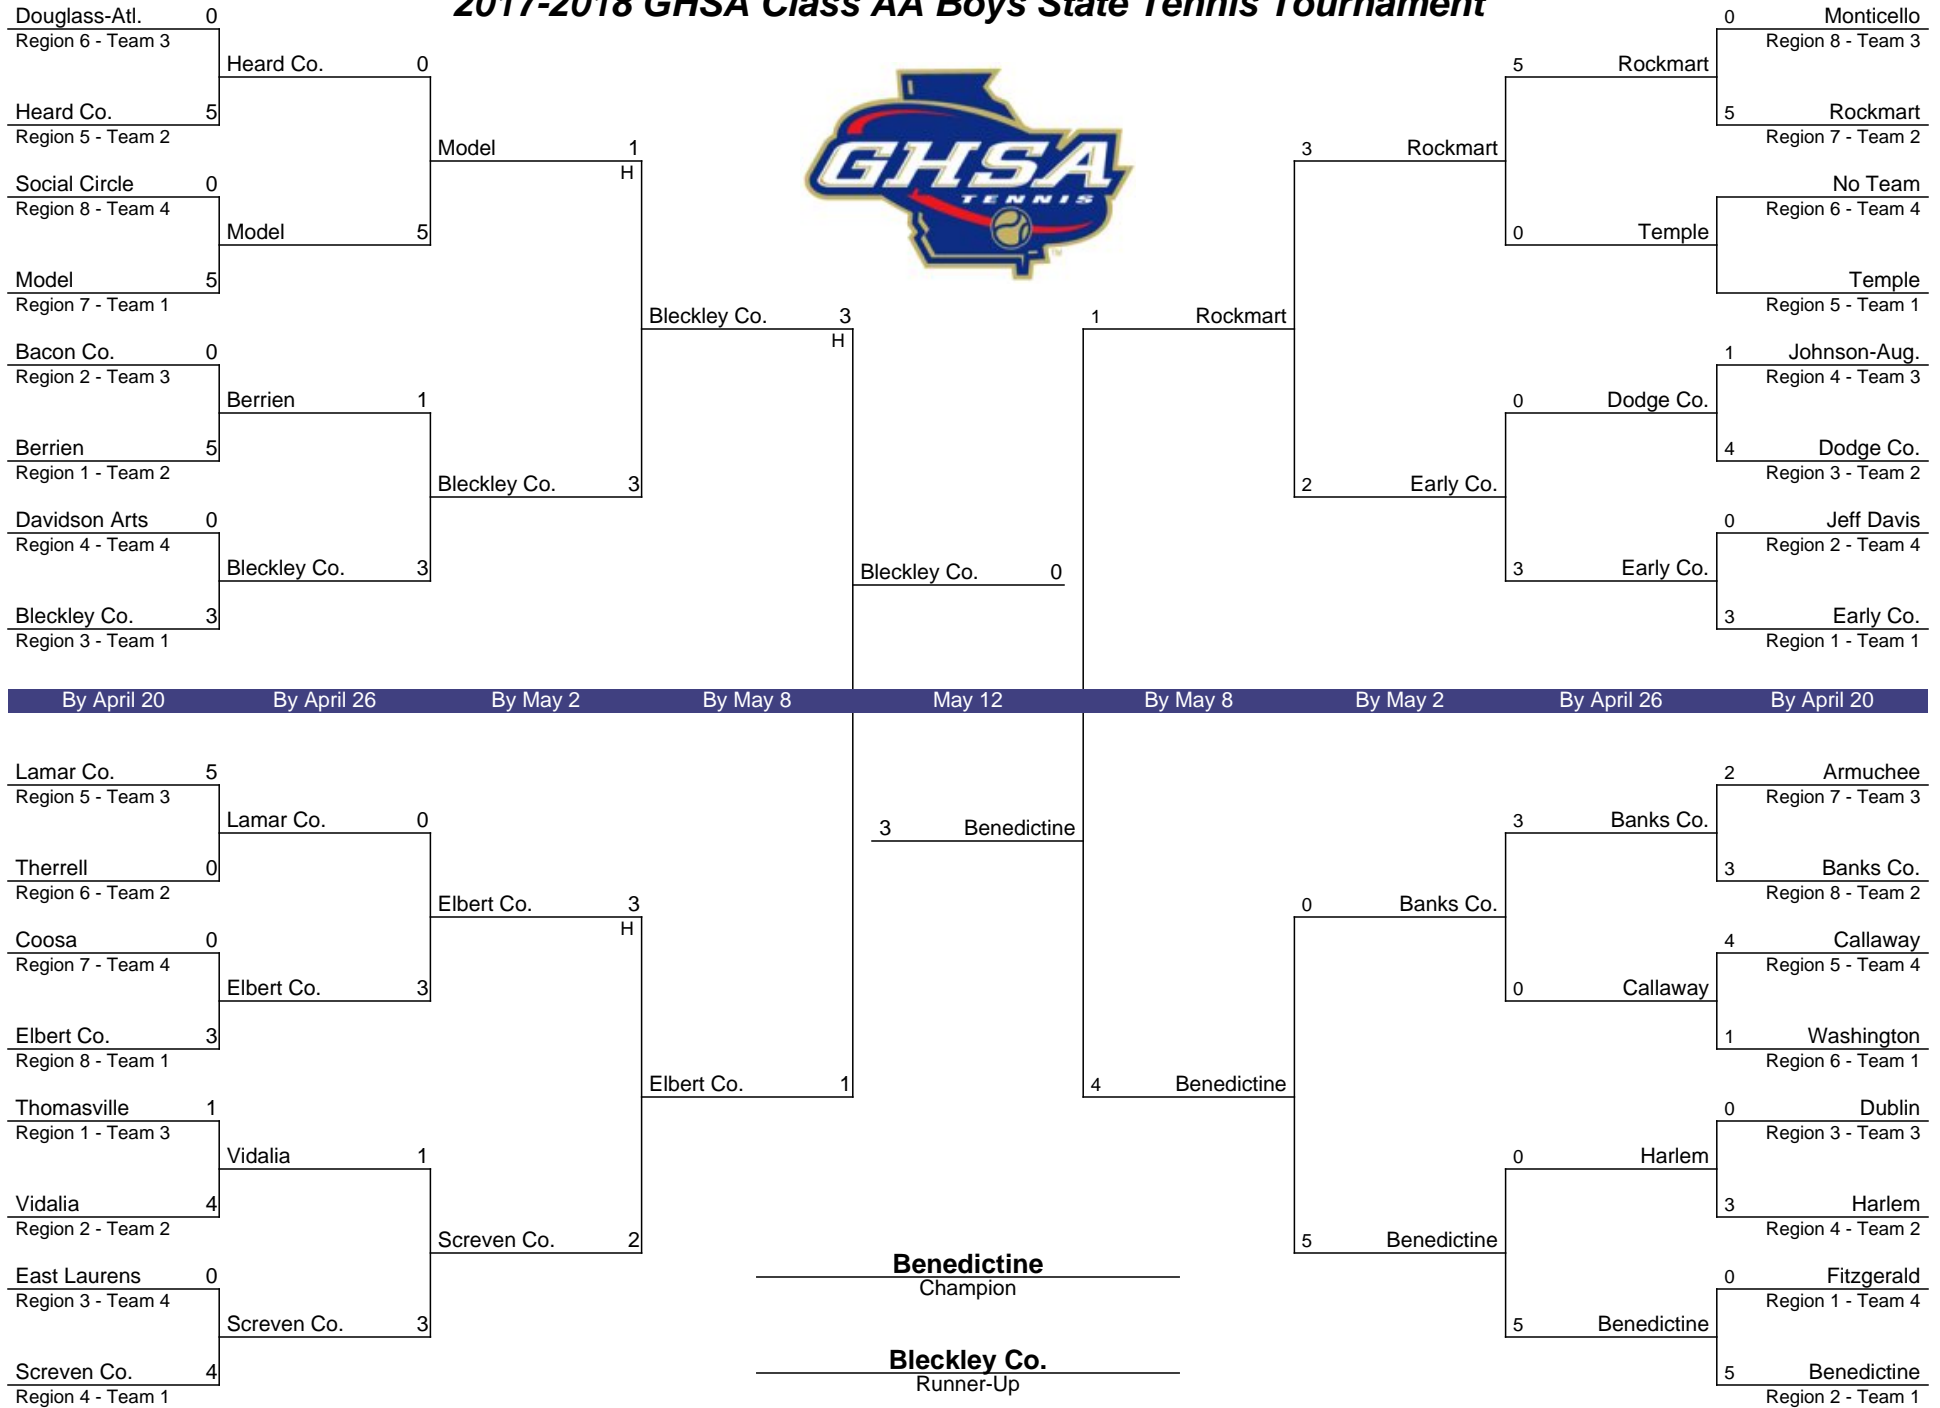 2017-2018 GHSA Class AA Boys State Tennis Tournament
GHSA
TENNIS
TM
Douglass-Atl. 0
Region 6 - Team 3
Heard Co. 0
Heard Co. 5
Region 5 - Team 2
Model 1
H
Social Circle 0
Region 8 - Team 4
Model 5
Model 5
Region 7 - Team 1
Bleckley Co. 3
H
Bacon Co. 0
Region 2 - Team 3
Berrien 1
Berrien 5
Region 1 - Team 2
Bleckley Co. 3
Davidson Arts 0
Region 4 - Team 4
Bleckley Co. 3
Bleckley Co. 3
Region 3 - Team 1
Bleckley Co. 0
0 Monticello
Region 8 - Team 3
5 Rockmart
5 Rockmart
Region 7 - Team 2
3 Rockmart
No Team
Region 6 - Team 4
0 Temple
Temple
Region 5 - Team 1
1 Rockmart
1 Johnson-Aug.
Region 4 - Team 3
0 Dodge Co.
4 Dodge Co.
Region 3 - Team 2
2 Early Co.
0 Jeff Davis
Region 2 - Team 4
3 Early Co.
3 Early Co.
Region 1 - Team 1
By April 20 By April 26 By May 2 By May 8 May 12 By May 8 By May 2 By April 26 By April 20
Lamar Co. 5
Region 5 - Team 3
Lamar Co. 0
Therrell 0
Region 6 - Team 2
Elbert Co. 3
H
Coosa 0
Region 7 - Team 4
Elbert Co. 3
Elbert Co. 3
Region 8 - Team 1
Elbert Co. 1
Thomasville 1
Region 1 - Team 3
Vidalia 1
Vidalia 4
Region 2 - Team 2
Screven Co. 2
East Laurens 0
Region 3 - Team 4
Screven Co. 3
Screven Co. 4
Region 4 - Team 1
3 Benedictine
2 Armuchee
Region 7 - Team 3
3 Banks Co.
3 Banks Co.
Region 8 - Team 2
0 Banks Co.
4 Callaway
Region 5 - Team 4
0 Callaway
1 Washington
Region 6 - Team 1
4 Benedictine
0 Dublin
Region 3 - Team 3
0 Harlem
3 Harlem
Region 4 - Team 2
5 Benedictine
0 Fitzgerald
Region 1 - Team 4
5 Benedictine
5 Benedictine
Region 2 - Team 1
Benedictine
Champion
Bleckley Co.
Runner-Up